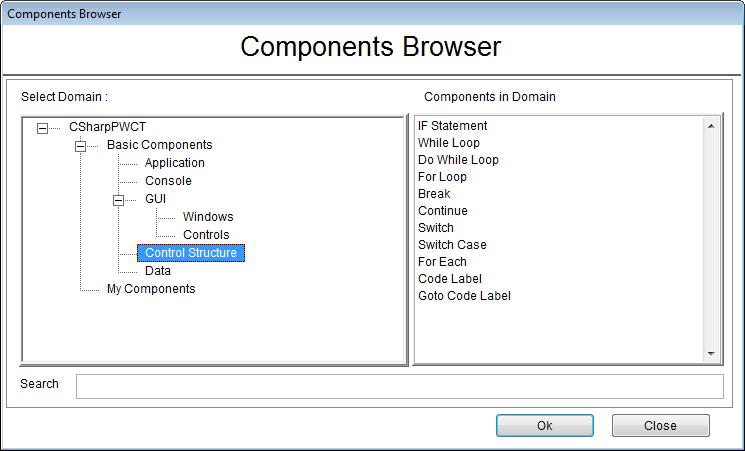 Components Browser
Components Browser
Select Domain :
CSharpPWCT
Basic Components
Application
Console
GUI
Windows
Controls
Control Structure
Data
My Components
Components in Domain
IF Statement
While Loop
Do While Loop
For Loop
Break
Continue
Switch
Switch Case
For Each
Code Label
Goto Code Label
Search
Ok
Close